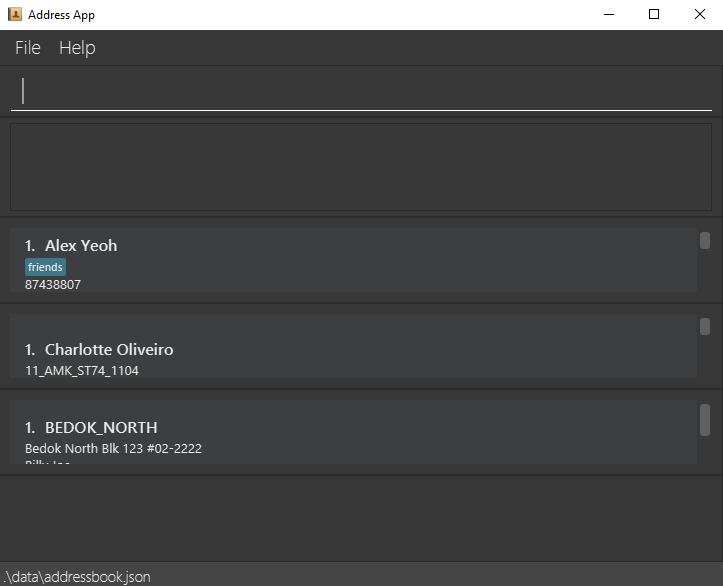 Address App
File Help
1. Alex Yeoh
friends
87438807
1. Charlotte Oliveiro
11_AMK_ST74_1104
1. BEDOK_NORTH
Bedok North Blk 123 #02-2222
.\data\addressbook.json